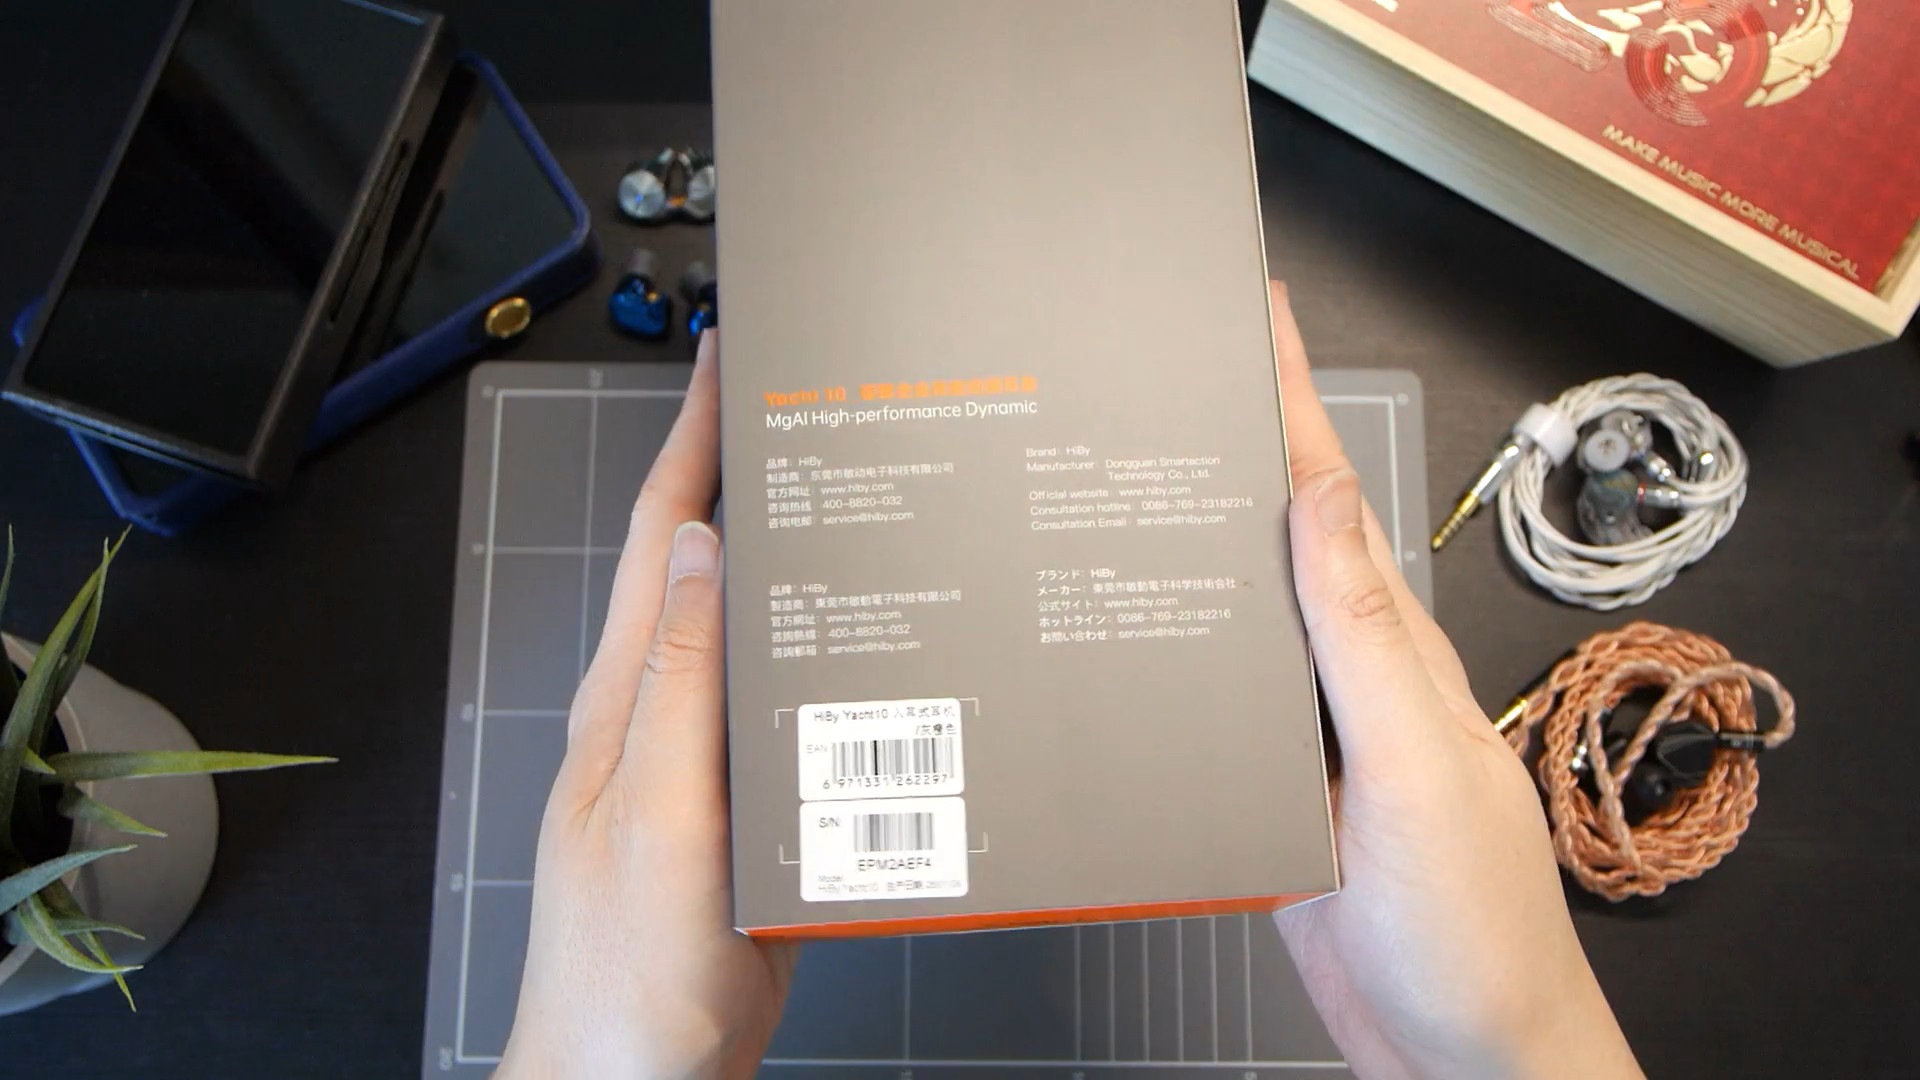 MAKE MUSIC MORE MUSICAL
Yacht 10
MgAl High-performance Dynamic
品牌：HiBy
制造商：东莞市敏动电子科技有限公司
官方网址：www.hiby.com
咨询热线：400-8820-032
咨询电邮：service@hiby.com
Brand：HiBy
Manufacturer：Dongguan Smartaction
Technology Co., Ltd.
Official website：www.hiby.com
Consultation hotline：0086-769-23182216
Consultation Email：service@hiby.com
品牌：HiBy
製造商：東莞市敏動電子科技有限公司
官方網址：www.hiby.com
咨詢熱線：400-8820-032
咨詢郵箱：service@hiby.com
ブランド：HiBy
メーカー：東莞市敏動電子科学技術会社
公式サイト：www.hiby.com
ホットライン：0086-769-23182216
お問い合わせ：service@hiby.com
HiBy Yacht10 入耳式耳机
/灰橙色
EAN:
6 971331 262297
S/N:
EPM2AEF4
Model
HiBy Yacht10 生产日期